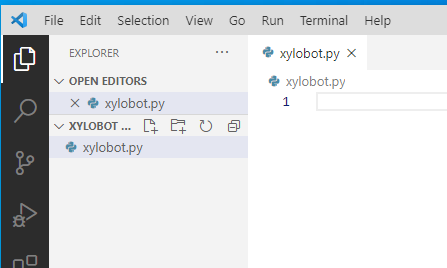 File Edit Selection View Go Run Terminal Help
EXPLORER ...
OPEN EDITORS
xylobot.py
XYLOBOT ...
xylobot.py
xylobot.py
xylobot.py
1